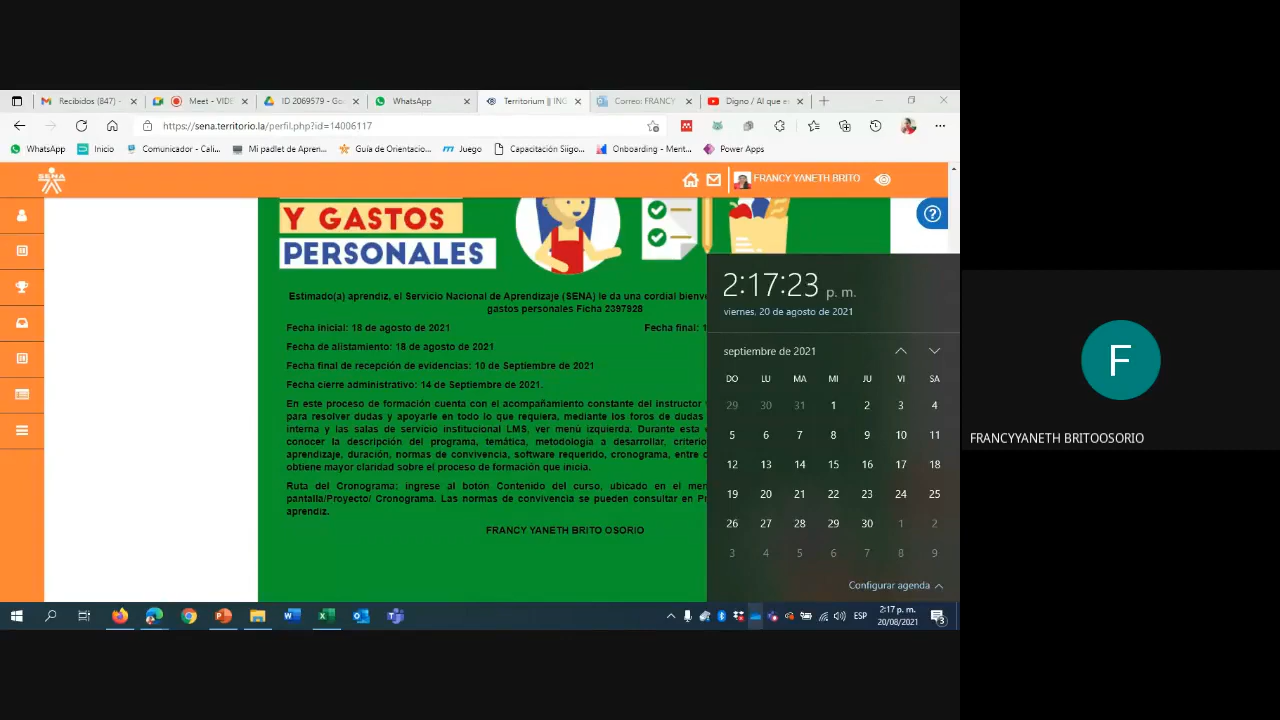 Recibidos (847) -
Meet - VIDE
ID 2069579 - Goo
WhatsApp
Territorium || ING
Correo: FRANCY
Digno / Al que es
https://sena.territorio.la/perfil.php?id=14006117
WhatsApp
Inicio
Comunicador - Cali...
Mi padlet de Apren...
Guía de Orientacio...
Juego
Capacitación Siigo...
Onboarding - Ment...
Power Apps
SENA
FRANCY YANETH BRITO
Y GASTOS
PERSONALES
Estimado(a) aprendiz, el Servicio Nacional de Aprendizaje (SENA) le da una cordial bienv
gastos personales Ficha 2397928
Fecha inicial: 18 de agosto de 2021 Fecha final: 1
Fecha de alistamiento: 18 de agosto de 2021
Fecha final de recepción de evidencias: 10 de Septiembre de 2021
Fecha cierre administrativo: 14 de Septiembre de 2021.
En este proceso de formación cuenta con el acompañamiento constante del instructor
para resolver dudas y apoyarle en todo lo que requiera, mediante los foros de dudas
interna y las salas de servicio institucional LMS, ver menú izquierda. Durante esta
conocer la descripción del programa, temática, metodología a desarrollar, criterio
aprendizaje, duración, normas de convivencia, software requerido, cronograma, entre
obtiene mayor claridad sobre el proceso de formación que inicia.
Ruta del Cronograma: ingrese al botón Contenido del curso, ubicado en el men
pantalla/Proyecto/ Cronograma. Las normas de convivencia se pueden consultar en Pr
aprendiz.
FRANCY YANETH BRITO OSORIO
2:17:23 p. m.
viernes, 20 de agosto de 2021
septiembre de 2021
DO LU MA MI JU VI SA
29 30 31 1 2 3 4
5 6 7 8 9 10 11
12 13 14 15 16 17 18
19 20 21 22 23 24 25
26 27 28 29 30 1 2
3 4 5 6 7 8 9
Configurar agenda
ESP
2:17 p. m.
20/08/2021
3
F
FRANCYYANETH BRITOOSORIO